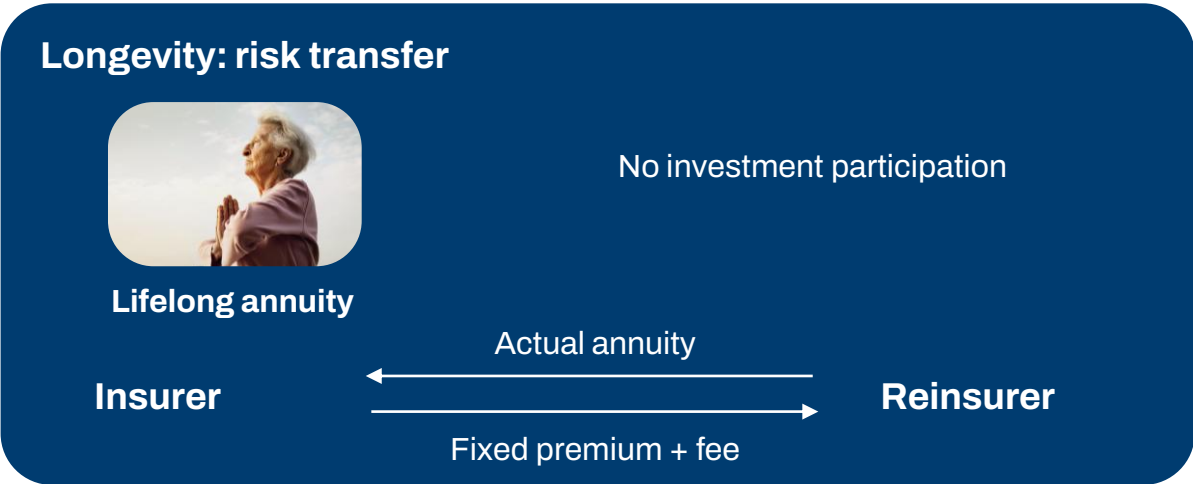 Longevity: risk transfer
No investment participation
Lifelong annuity
Actual annuity
Insurer
Reinsurer
Fixed premium + fee